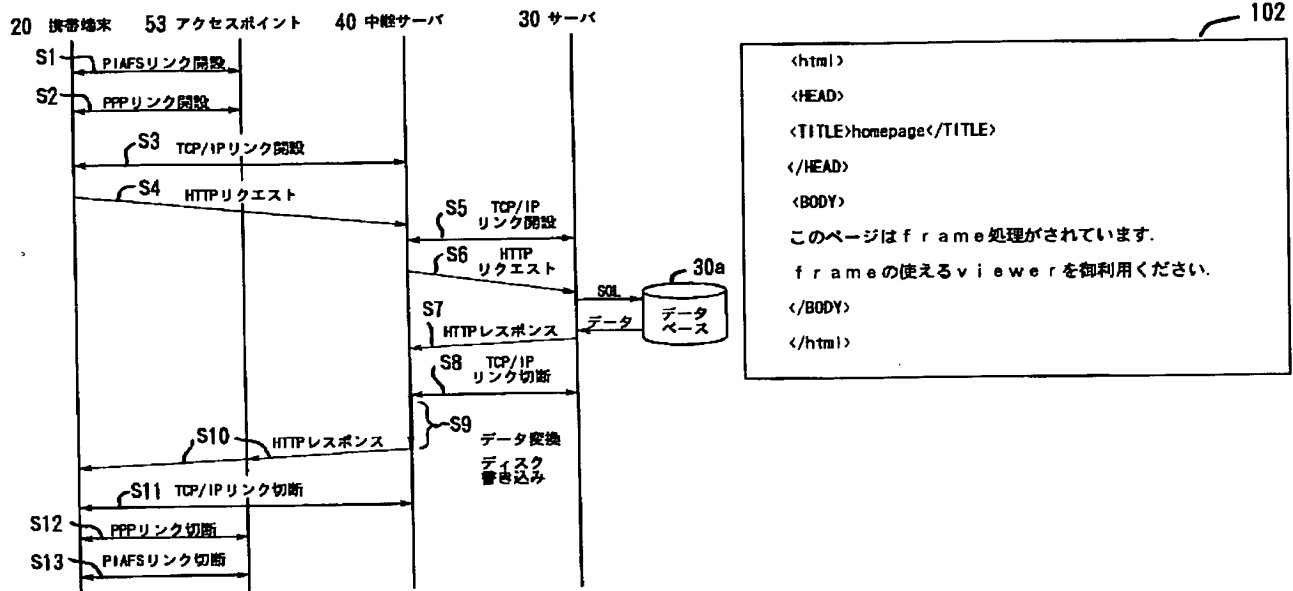 20 携帯端末 53 アクセスポイント 40 中継サーバ 30 サーバ
S1 PIAFSリンク開設
S2 PPPリンク開設
S3 TCP/IPリンク開設
S4 HTTPリクエスト
S5 TCP/IP
リンク開設
S6 HTTP
リクエスト
30a
SQL
データ
データ
ベース
S7
HTTPレスポンス
S8 TCP/IP
リンク切断
S9 データ変換
ディスク
書き込み
S10 HTTPレスポンス
S11 TCP/IPリンク切断
S12 PPPリンク切断
S13 PIAFSリンク切断
102
<html>
<HEAD>
<TITLE>homepage</TITLE>
</HEAD>
<BODY>
このページはｆｒａｍｅ処理がされています.
ｆｒａｍｅの使えるｖｉｅｗｅｒを御利用ください.
</BODY>
</html>